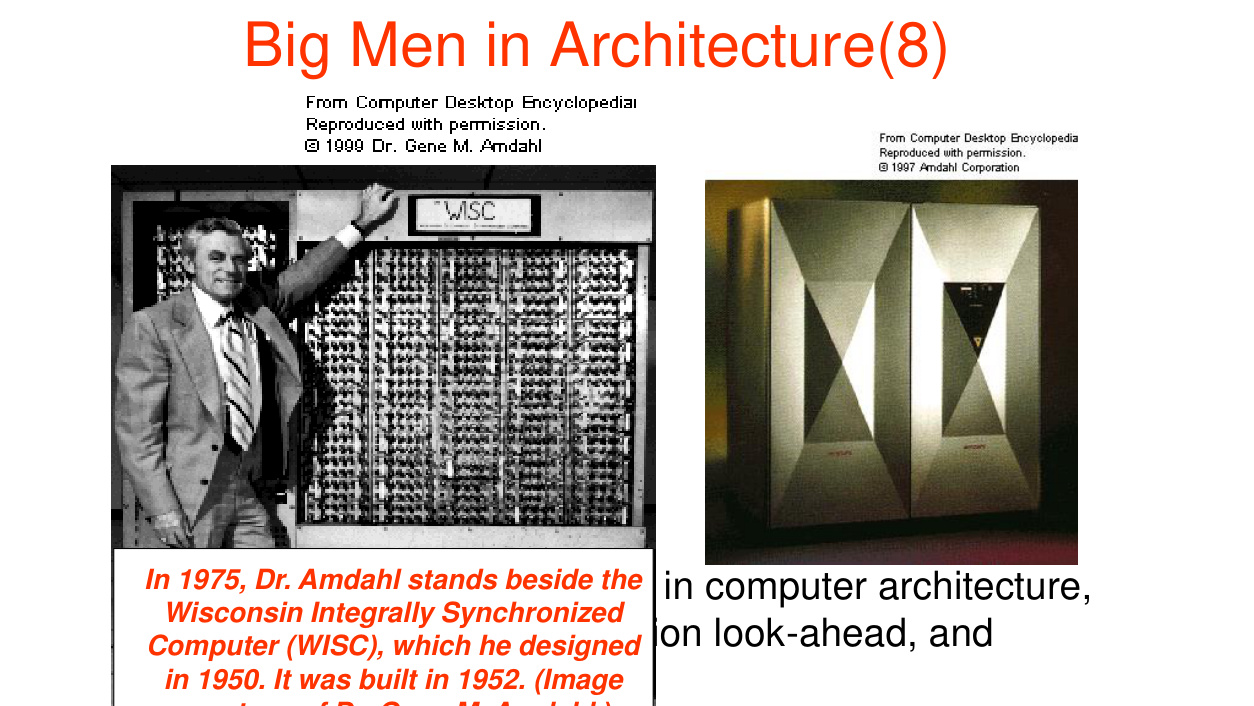 Big Men in Architecture(8)
From Computer Desktop Encyclopedia
Reproduced with permission.
© 1999 Dr. Gene M. Amdahl
From Computer Desktop Encyclopedia
Reproduced with permission.
© 1997 Amdahl Corporation
WISC
In 1975, Dr. Amdahl stands beside the
Wisconsin Integrally Synchronized
Computer (WISC), which he designed
in 1950. It was built in 1952. (Image
in computer architecture,
ion look-ahead, and